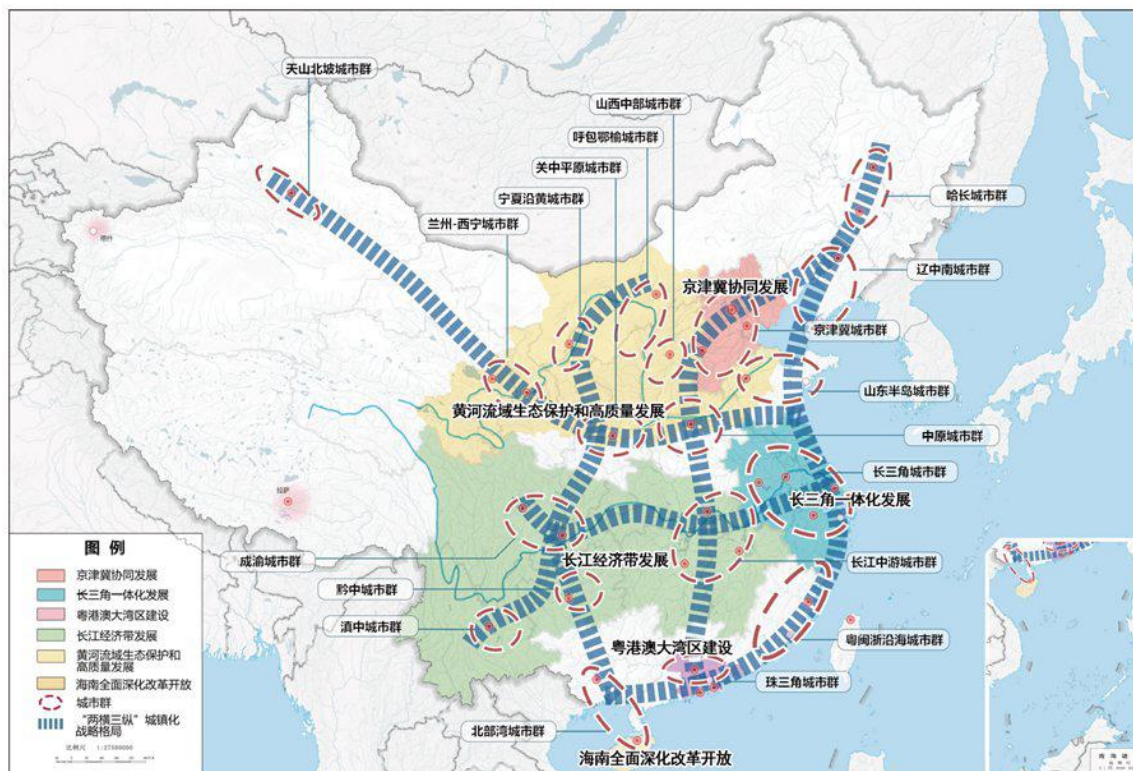 天山北坡城市群
山西中部城市群
呼包鄂榆城市群
关中平原城市群
宁夏沿黄城市群
兰州-西宁城市群
哈长城市群
辽中南城市群
京津冀协同发展
京津冀城市群
山东半岛城市群
黄河流域生态保护和高质量发展
中原城市群
长三角城市群
长三角一体化发展
拉萨
成渝城市群
长江经济带发展
长江中游城市群
黔中城市群
滇中城市群
粤闽浙沿海城市群
粤港澳大湾区建设
珠三角城市群
北部湾城市群
海南全面深化改革开放
图 例
京津冀协同发展
长三角一体化发展
粤港澳大湾区建设
长江经济带发展
黄河流域生态保护和
高质量发展
海南全面深化改革开放
城市群
“两横三纵”城镇化
战略格局
比例尺 1:27500000